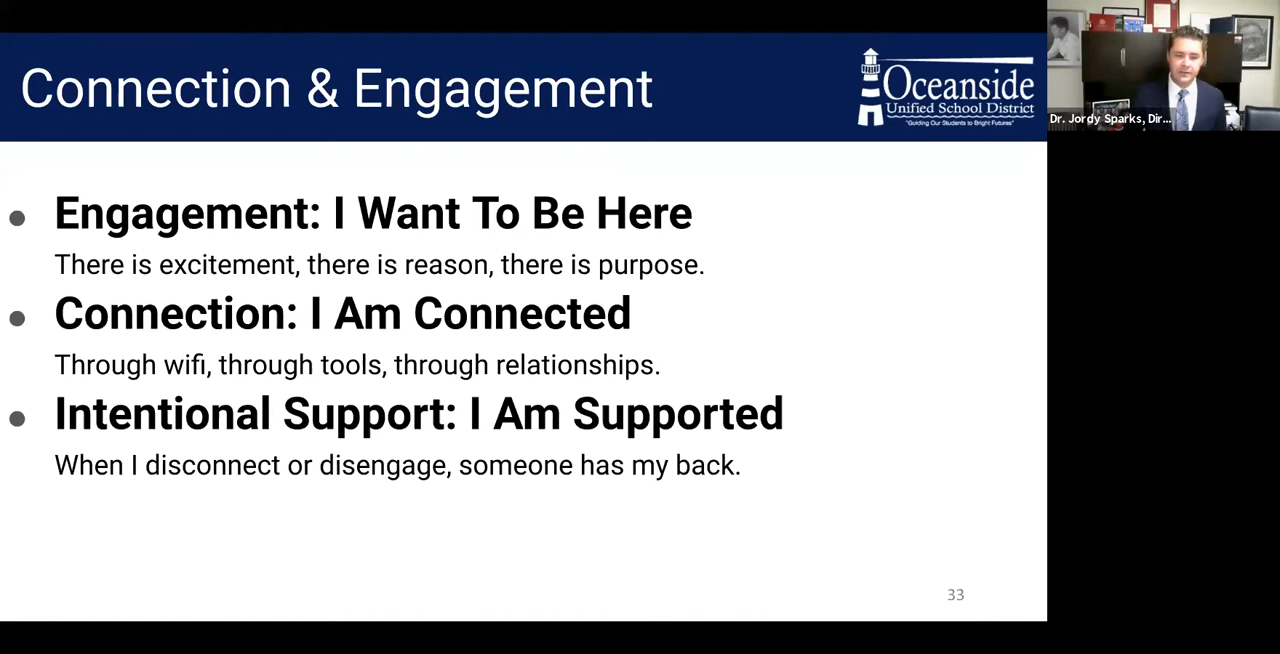 Connection & Engagement
Oceanside
Unified School District
"Guiding Our Students to Bright Futures"
Dr. Jordy Sparks, Dir...
Engagement: I Want To Be Here
There is excitement, there is reason, there is purpose.
Connection: I Am Connected
Through wifi, through tools, through relationships.
Intentional Support: I Am Supported
When I disconnect or disengage, someone has my back.
33